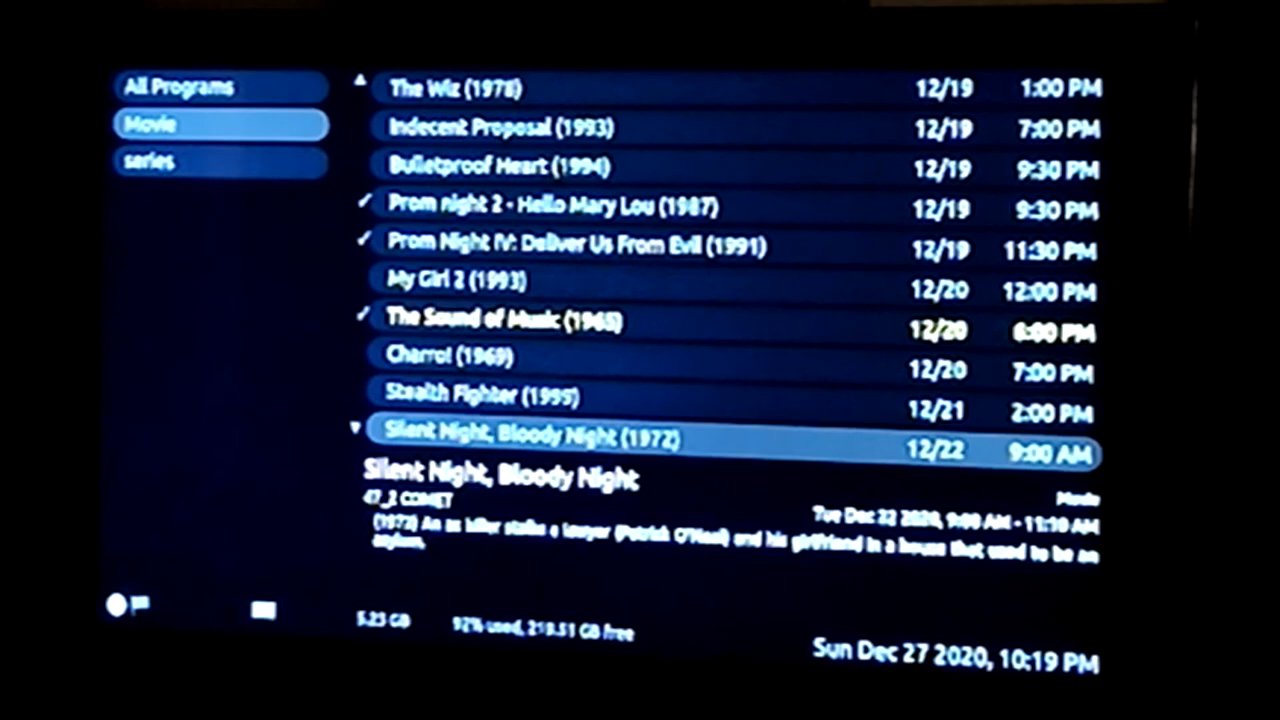 All Programs
Movie
series
The Wiz (1978) 12/19 1:00 PM
Indecent Proposal (1993) 12/19 7:00 PM
Bulletproof Heart (1994) 12/19 9:30 PM
Prom night 2 - Hello Mary Lou (1987) 12/19 9:30 PM
Prom Night IV: Deliver Us From Evil (1991) 12/19 11:30 PM
My Girl 2 (1993) 12/20 12:00 PM
The Sound of Music (1965) 12/20 6:00 PM
Charro! (1969) 12/20 7:00 PM
Stealth Fighter (1999) 12/21 2:00 PM
Silent Night, Bloody Night (1972) 12/22 9:00 AM
Silent Night, Bloody Night
Movie
47_2 COMET
Tue Dec 22 2020, 9:00 AM - 11:10 AM
(1972) An ax killer stalks a lawyer (Patrick O'Neal) and his girlfriend in a house that used to be an
asylum.
5.23 GB 92% used, 219.51 GB free
Sun Dec 27 2020, 10:19 PM